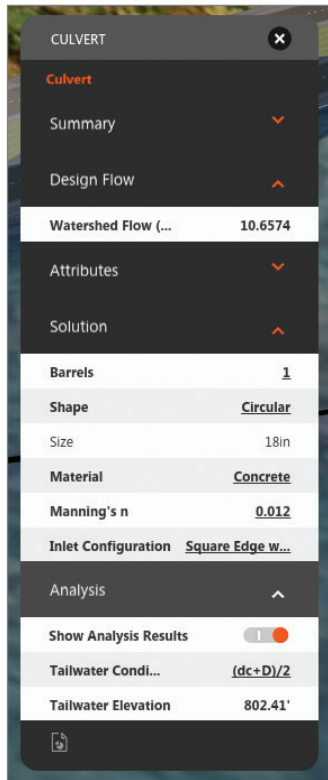 CULVERT
Culvert
Summary
Design Flow
Watershed Flow (... 10.6574
Attributes
Solution
Barrels 1
Shape Circular
Size 18in
Material Concrete
Manning's n 0.012
Inlet Configuration Square Edge w...
Analysis
Show Analysis Results
Tailwater Condi... (dc+D)/2
Tailwater Elevation 802.41'